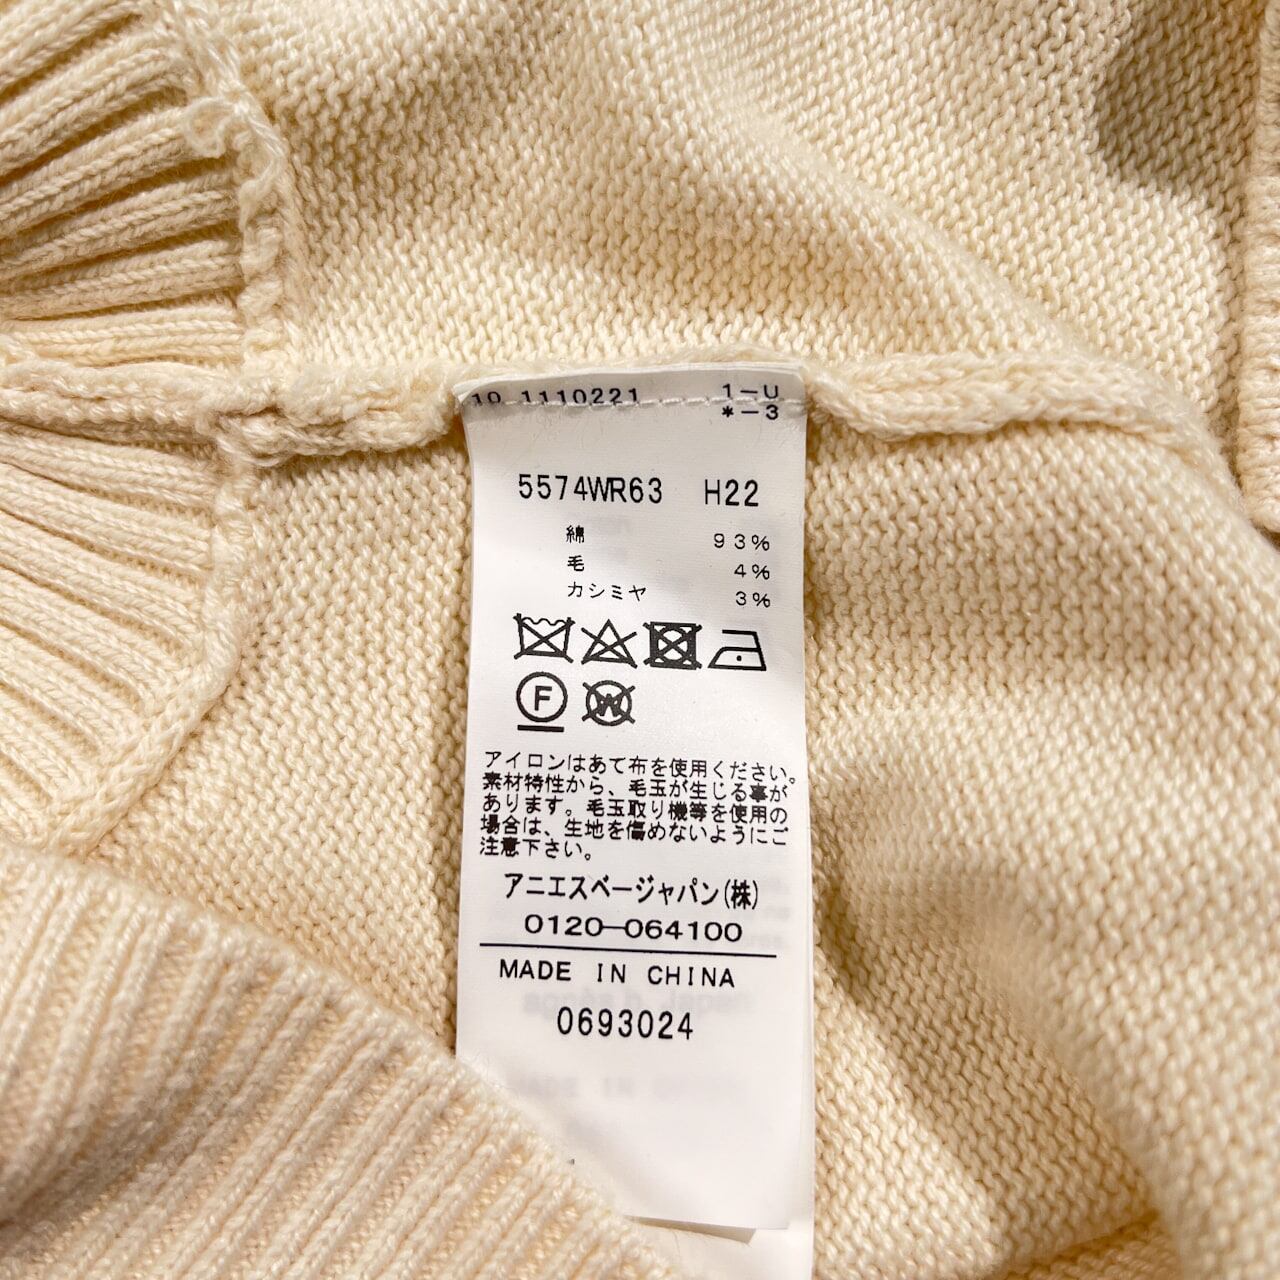 10 1110221 1-U
*-3
5574WR63 H22
綿 93%
毛 4%
カシミヤ 3%
F W
アイロンはあて布を使用ください。
素材特性から、毛玉が生じる事が
あります。毛玉取り機等を使用の
場合は、生地を傷めないようにご
注意下さい。
アニエスベージャパン(株)
0120-064100
MADE IN CHINA
0693024